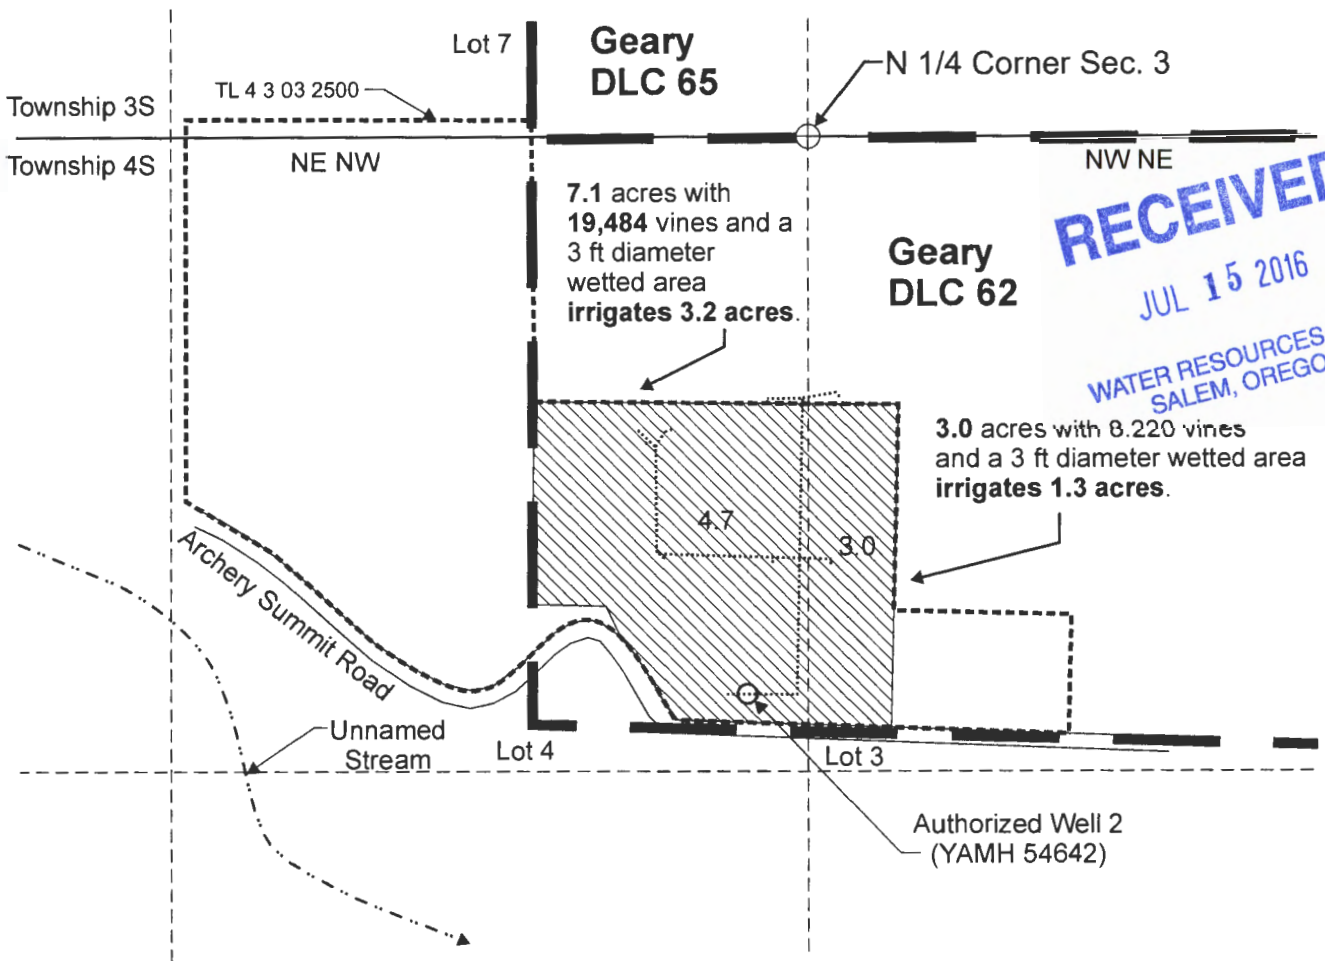 Lot 7
Geary
DLC 65
N 1/4 Corner Sec. 3
TL 4 3 03 2500
Township 3S
Township 4S
NE NW
NW NE
7.1 acres with
19,484 vines and a
3 ft diameter
wetted area
irrigates 3.2 acres.
Geary
DLC 62
RECEIVED
JUL 15 2016
WATER RESOURCES
SALEM, OREGO
3.0 acres with 8.220 vines
and a 3 ft diameter wetted area
irrigates 1.3 acres.
4.7
3.0
Archery Summit Road
Unnamed
Stream
Lot 4
Lot 3
Authorized Well 2
(YAMH 54642)